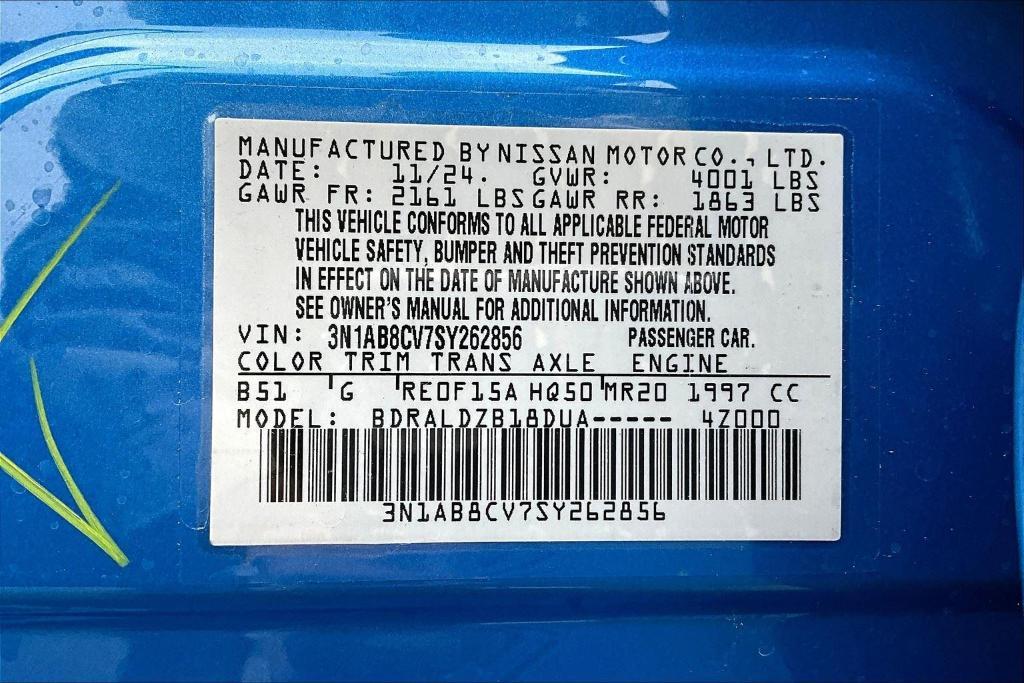 MANUFACTURED BY NISSAN MOTOR CO., LTD.
DATE: 11/24. GVWR: 4001 LBS
GAWR FR: 2161 LBS GAWR RR: 1863 LBS
THIS VEHICLE CONFORMS TO ALL APPLICABLE FEDERAL MOTOR
VEHICLE SAFETY, BUMPER AND THEFT PREVENTION STANDARDS
IN EFFECT ON THE DATE OF MANUFACTURE SHOWN ABOVE.
SEE OWNER'S MANUAL FOR ADDITIONAL INFORMATION.
VIN: 3N1AB8CV7SY262856 PASSENGER CAR.
COLOR TRIM TRANS AXLE ENGINE
B51 G RE0F15A HQ50 MR20 1997 CC
MODEL: BDRALDZB18DUA----- 4Z000
3N1AB8CV7SY262856